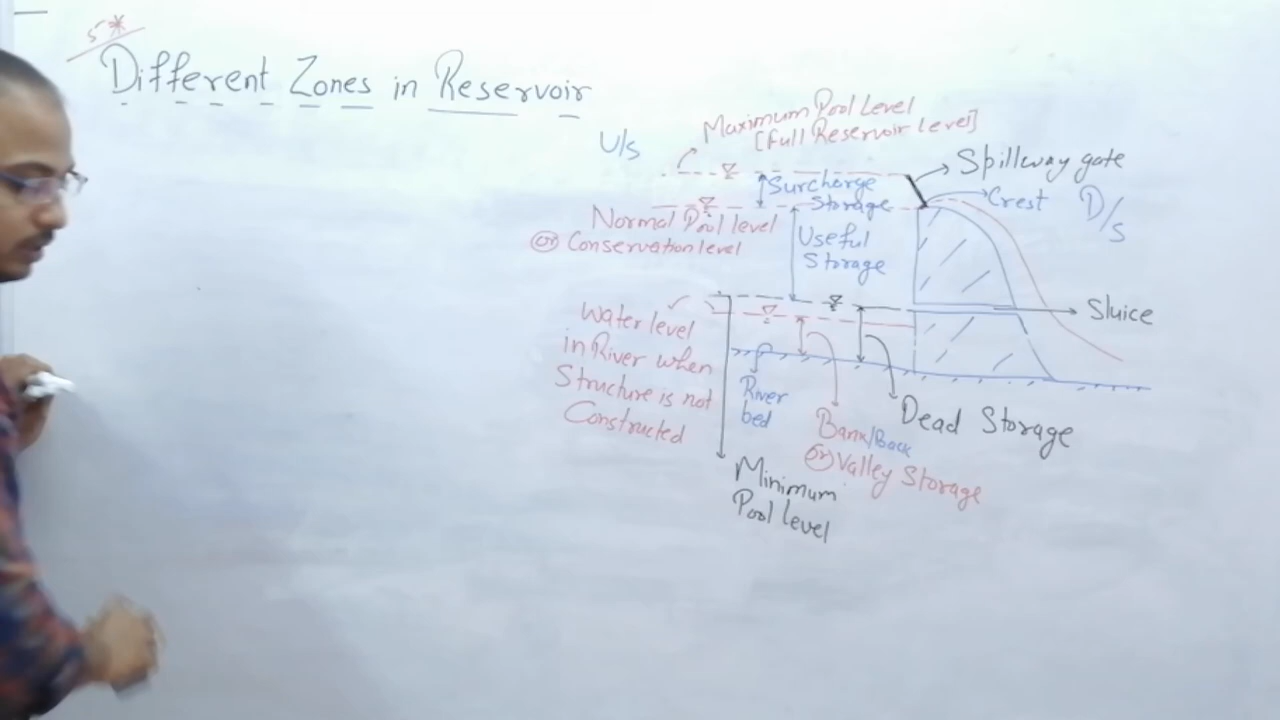 5*
Different Zones in Reservoir
U/s
Maximum Pool Level
[Full Reservoir level]
Spillway gate
Surcharge
Storage
Crest
D/s
Normal Pool level
(or) Conservation level
Useful
Storage
Sluice
Water level
in River when
Structure is not
Constructed
River
bed
Bank/Back
(or) Valley Storage
Dead Storage
Minimum
Pool level